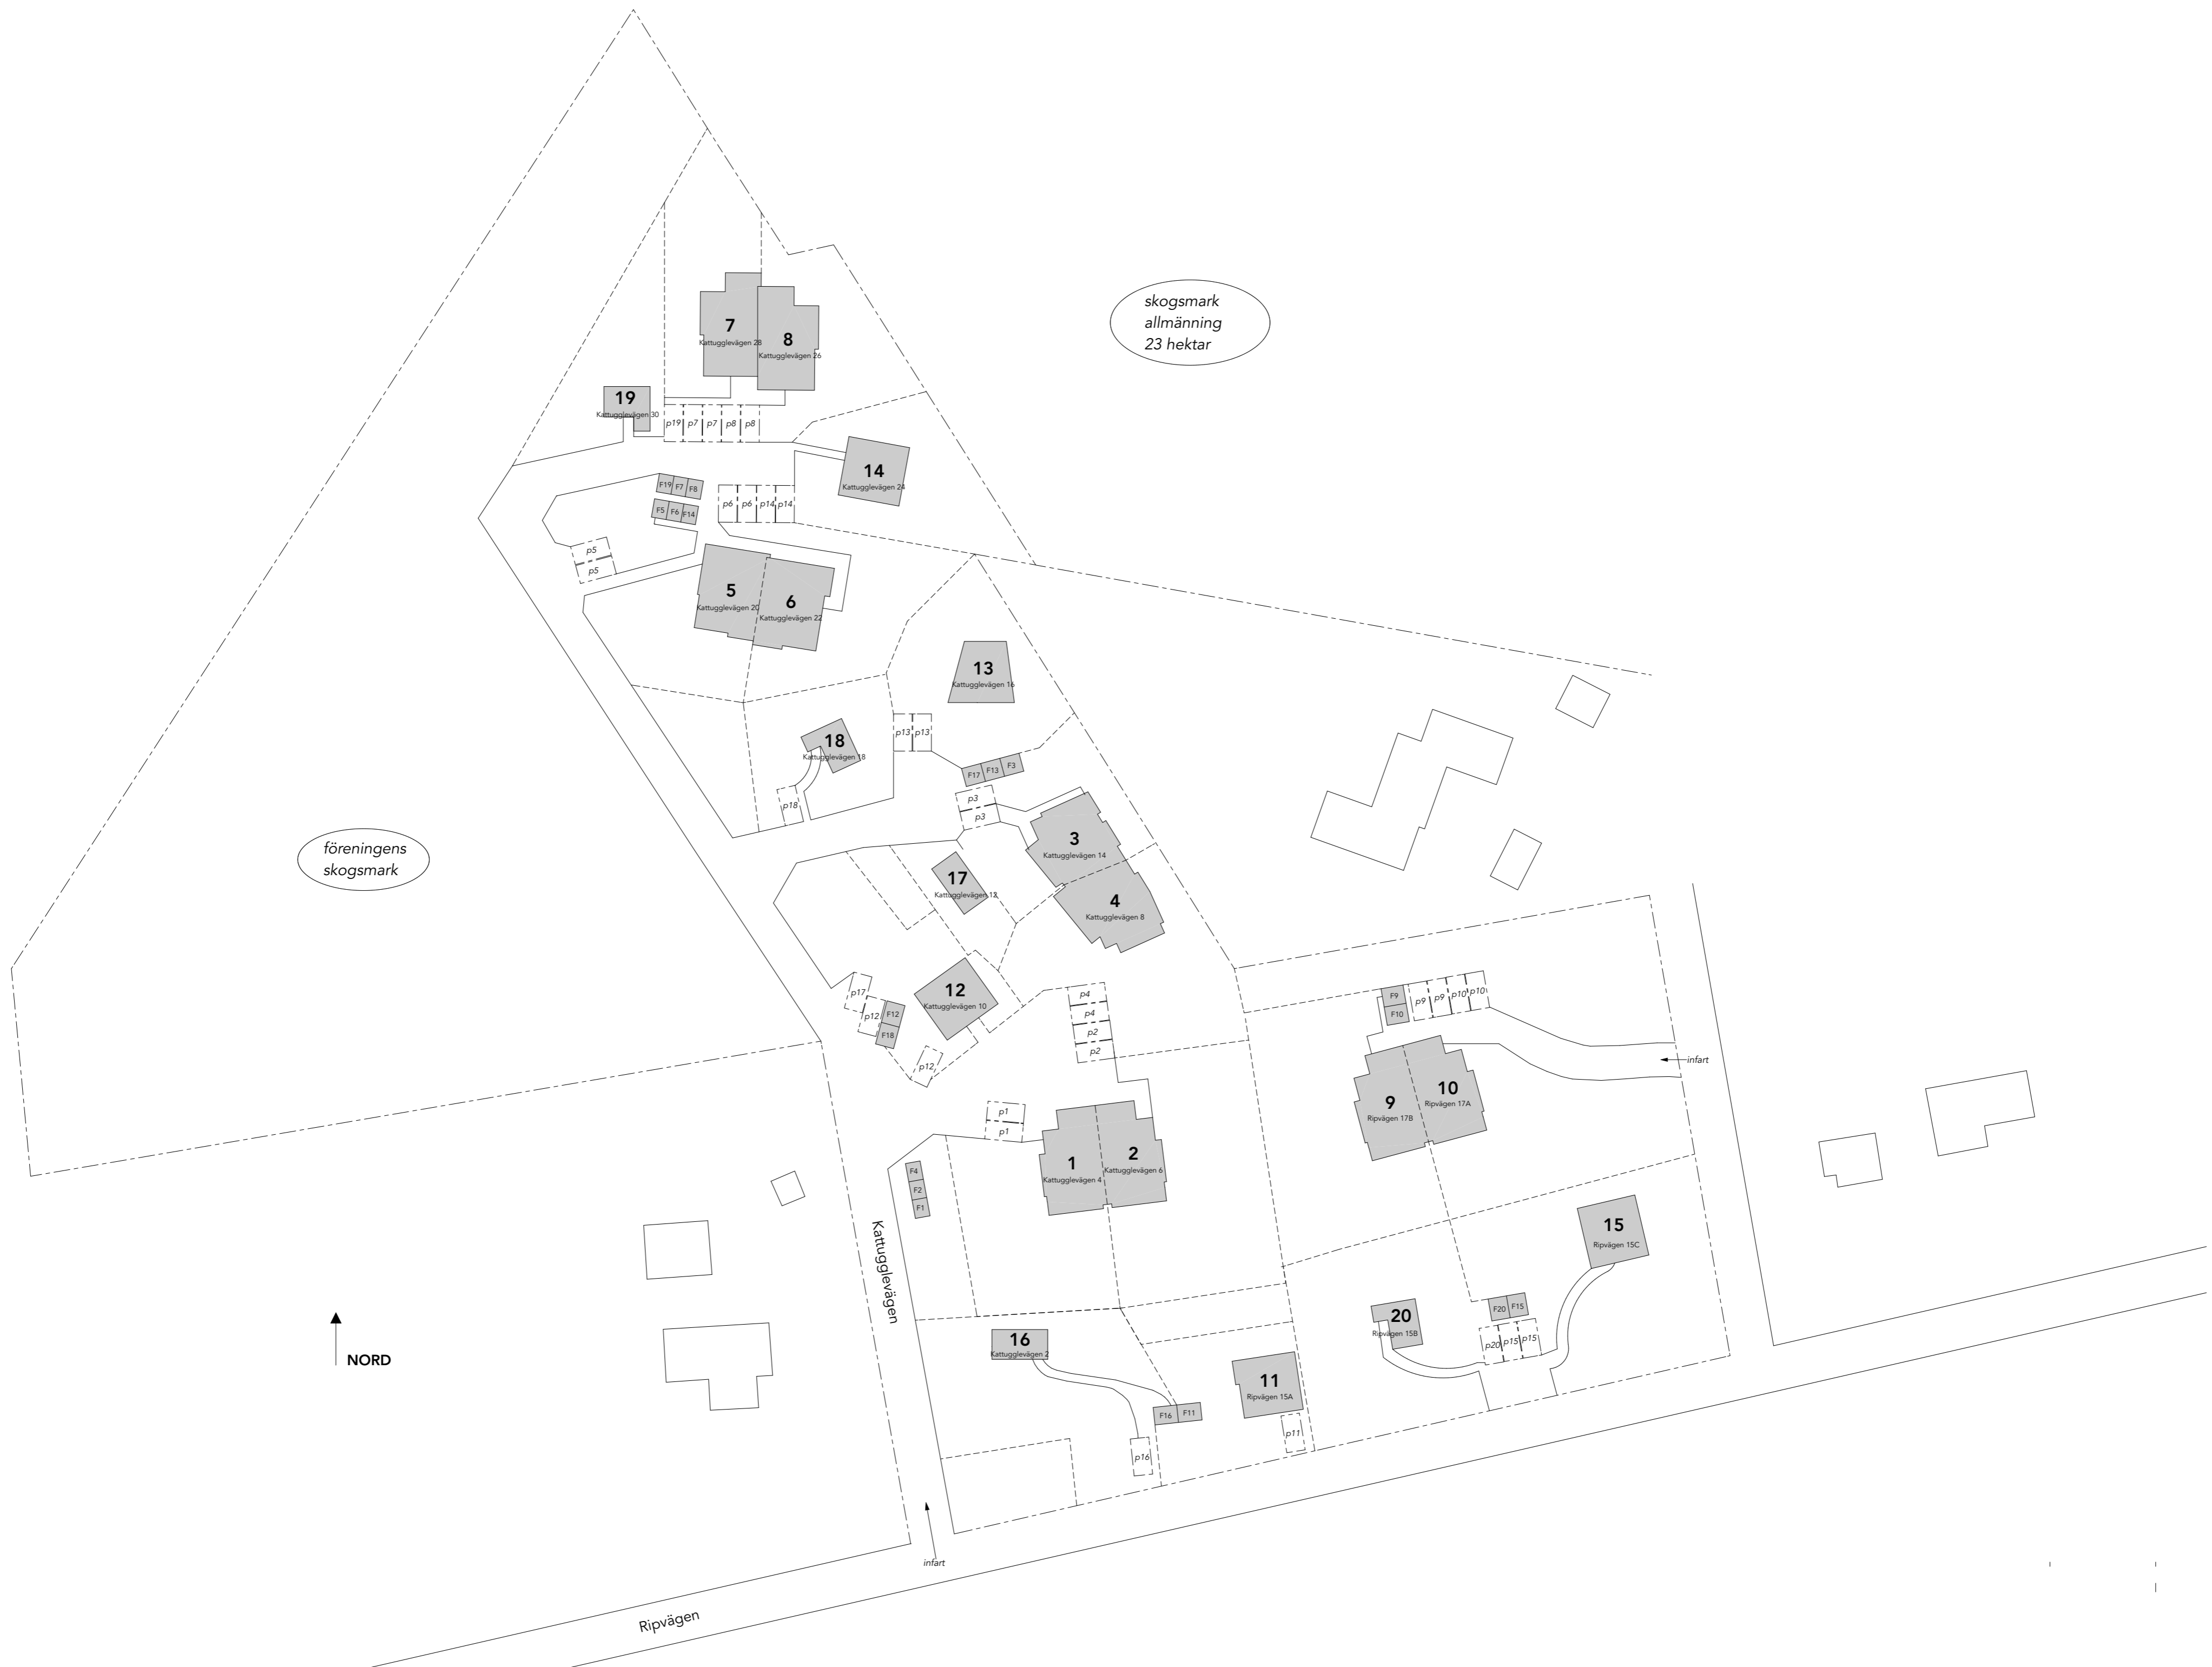 skogsmark
allmänning
23 hektar
7
Kattugglevägen 28
8
Kattugglevägen 26
19
Kattugglevägen 30
p19
p7
p7
p8
p8
14
Kattugglevägen 24
F19
F7
F8
F5
F6
F14
p6
p6
p14
p14
p5
p5
5
Kattugglevägen 20
6
Kattugglevägen 22
13
Kattugglevägen 16
18
Kattugglevägen 18
p13
p13
F17
F13
F3
p18
p3
p3
3
Kattugglevägen 14
föreningens
skogsmark
17
Kattugglevägen 12
4
Kattugglevägen 8
12
Kattugglevägen 10
p17
p12
F12
F18
p12
p4
p4
p2
p2
F9
F10
p9
p9
p10
p10
infart
9
Ripvägen 17B
10
Ripvägen 17A
p1
p1
1
Kattugglevägen 4
2
Kattugglevägen 6
F4
F2
F1
Kattugglevägen
15
Ripvägen 15C
F20
F15
20
Ripvägen 15B
p20
p15
p15
16
Kattugglevägen 2
NORD
11
Ripvägen 15A
F16
F11
p11
p16
infart
Ripvägen